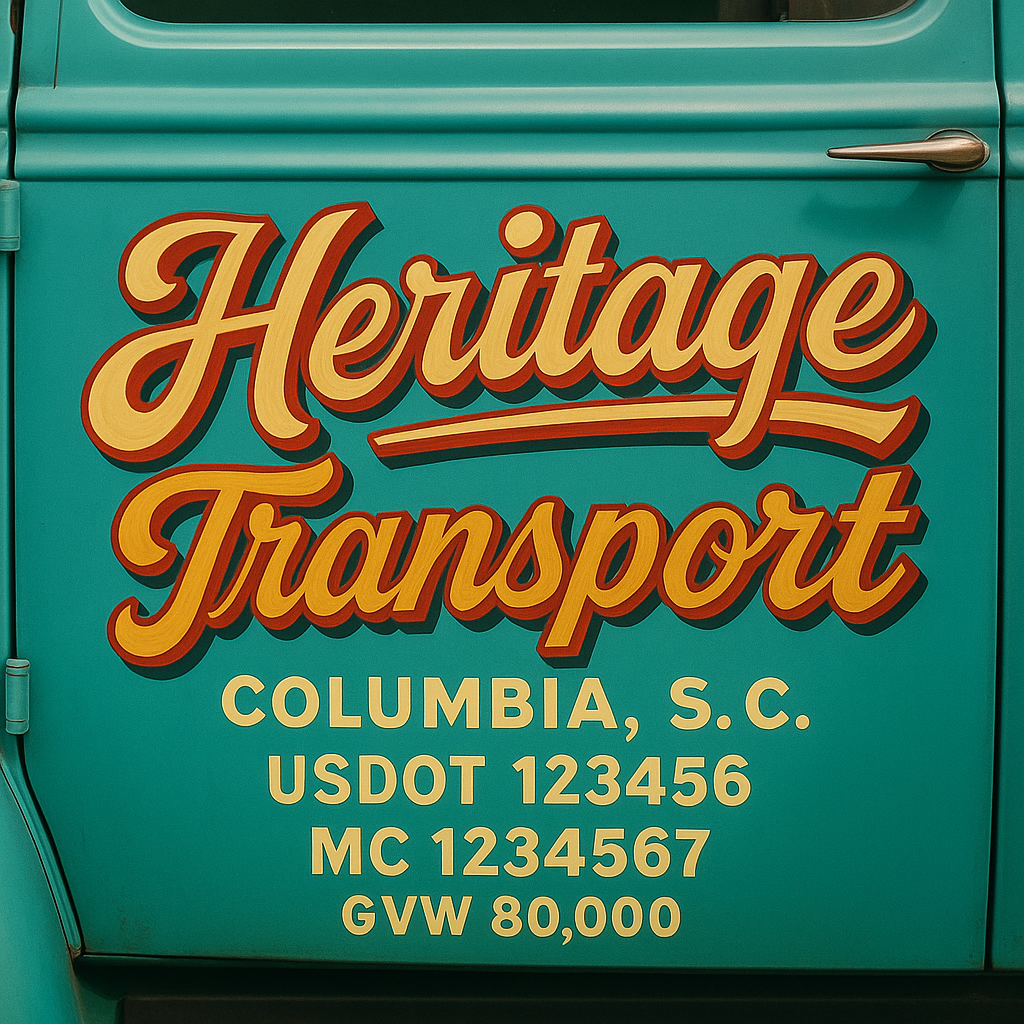 Heritage
Transport
COLUMBIA, S.C.
USDOT 123456
MC 1234567
GVW 80,000